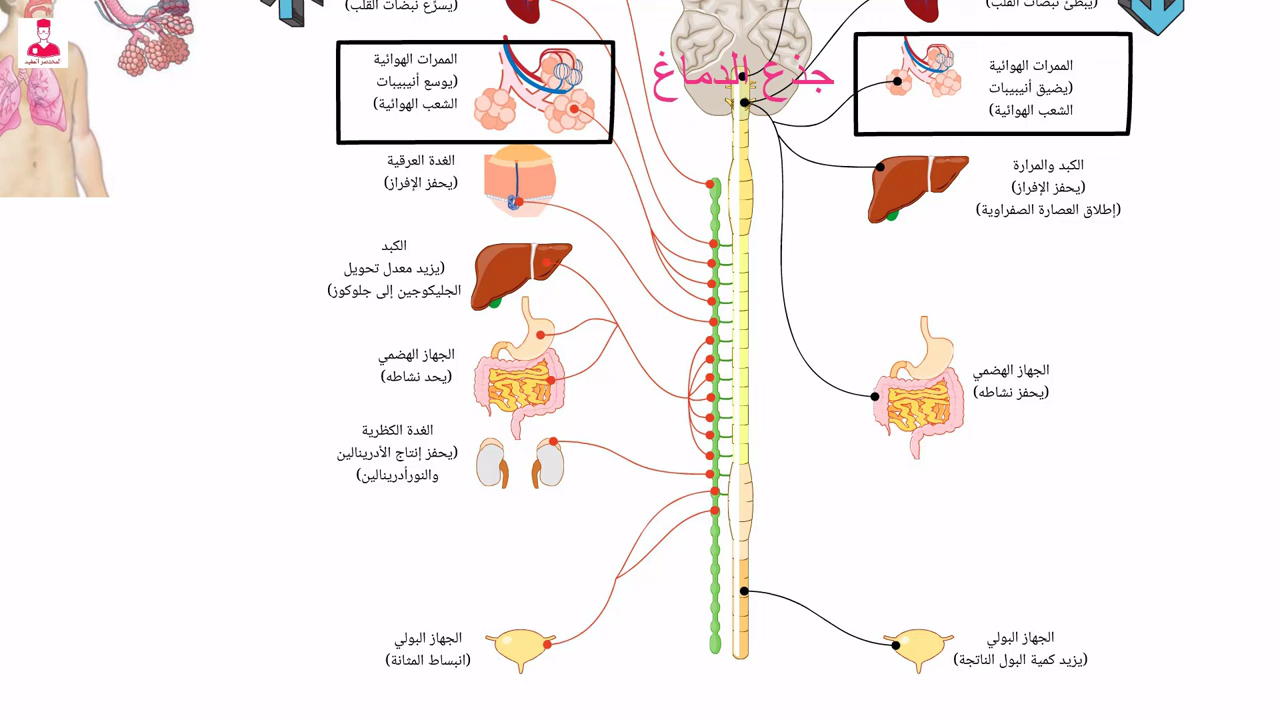 (يبطئ نبضات القلب)
(يسرّع نبضات القلب)
المختصر المفيد
جذع الدماغ
الممرات الهوائية
(يضيق أنيبيبات
الشعب الهوائية)
الكبد والمرارة
(يحفز الإفراز)
(إطلاق العصارة الصفراوية)
الجهاز الهضمي
(يحفز نشاطه)
الجهاز البولي
(يزيد كمية البول الناتجة)
الممرات الهوائية
(يوسع أنيبيبات
الشعب الهوائية)
الغدة العرقية
(يحفز الإفراز)
الكبد
(يزيد معدل تحويل
الجليكوجين إلى جلوكوز)
الجهاز الهضمي
(يحد نشاطه)
الغدة الكظرية
(يحفز إنتاج الأدرينالين
والنورأدرينالين)
الجهاز البولي
(انبساط المثانة)